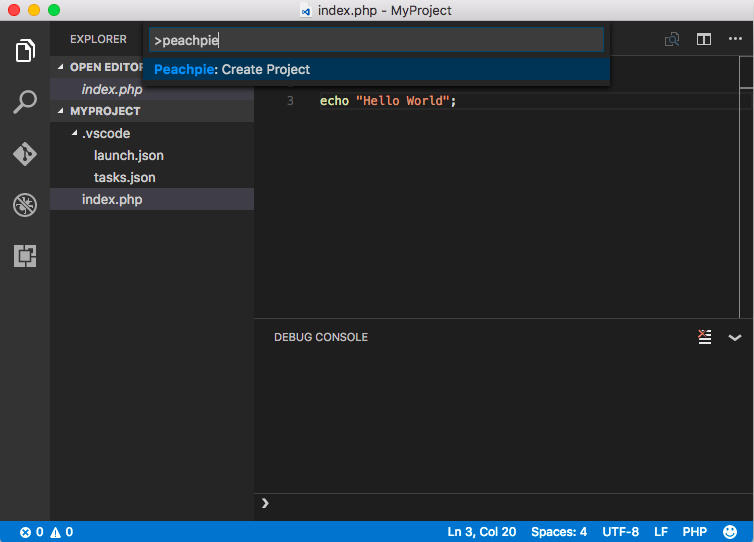 index.php - MyProject
EXPLORER
>peachpie
Peachpie: Create Project
OPEN EDITO
index.php
MYPROJECT
.vscode
launch.json
tasks.json
index.php
3 echo "Hello World";
DEBUG CONSOLE
0 0
Ln 3, Col 20 Spaces: 4 UTF-8 LF PHP